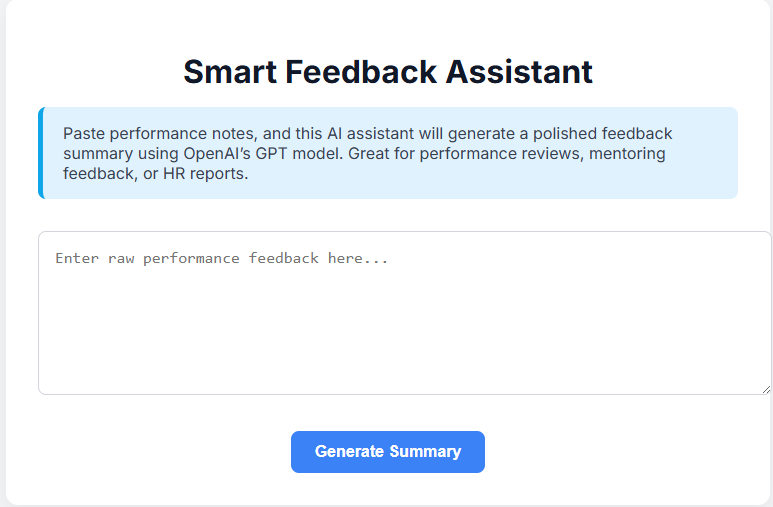 Smart Feedback Assistant
Paste performance notes, and this AI assistant will generate a polished feedback
summary using OpenAI’s GPT model. Great for performance reviews, mentoring
feedback, or HR reports.
Enter raw performance feedback here...
Generate Summary